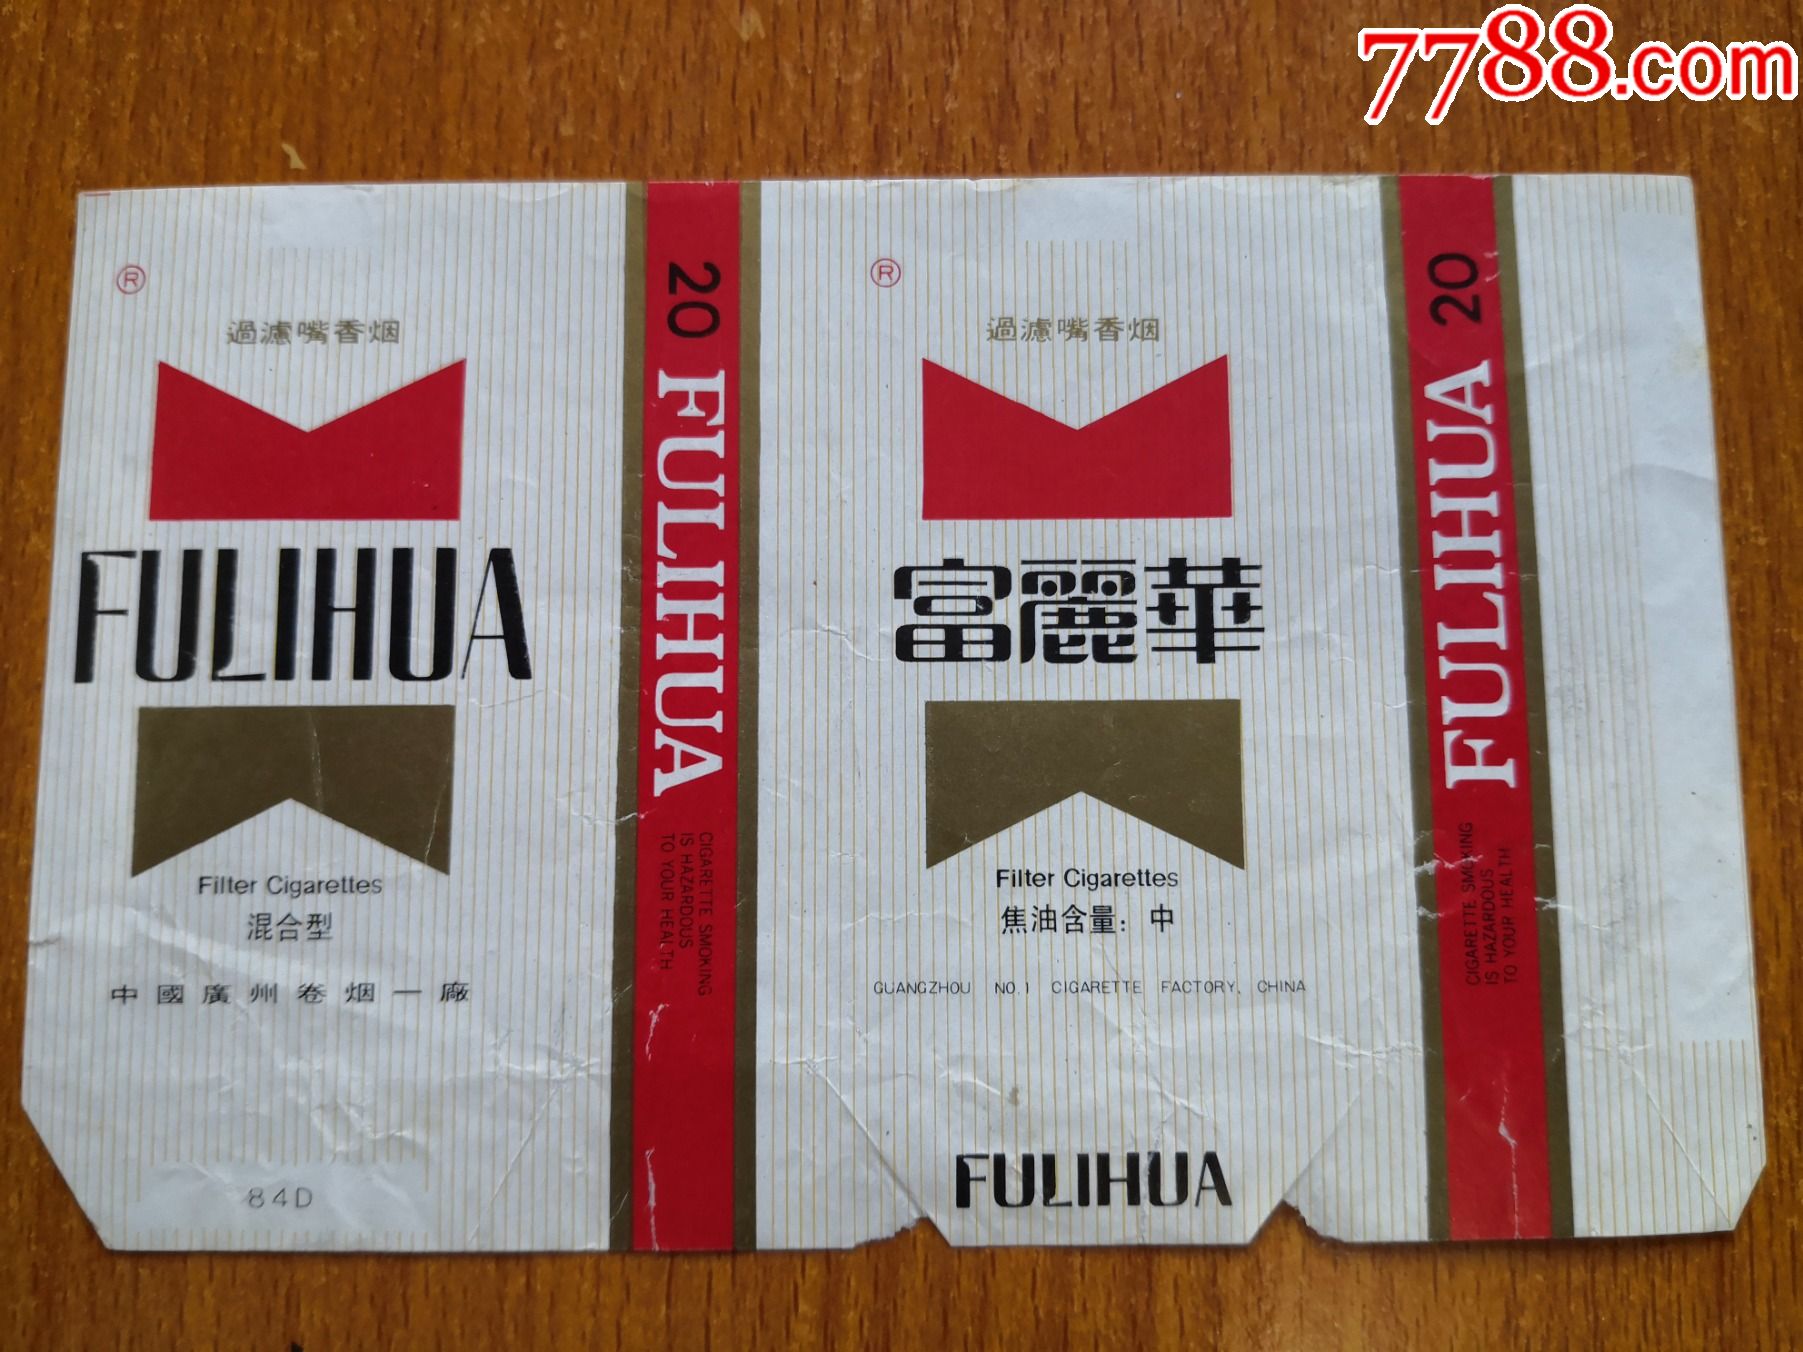 7788.com
®
過濾嘴香烟
FULIHUA
Filter Cigarettes
混合型
中國廣州卷烟一廠
84D
20 FULIHUA
CIGARETTE SMOKING
IS HAZARDOUS
TO YOUR HEALTH
®
過濾嘴香烟
富麗華
Filter Cigarettes
焦油含量：中
GUANGZHOU NO.1 CIGARETTE FACTORY, CHINA
FULIHUA
FULIHUA 20
CIGARETTE SMOKING
IS HAZARDOUS
TO YOUR HEALTH